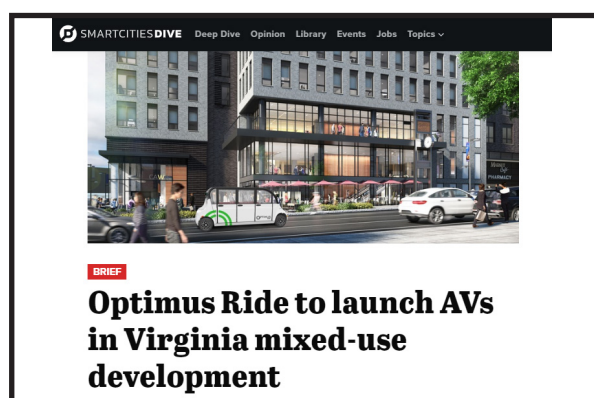 SMARTCITIESDIVE Deep Dive Opinion Library Events Jobs Topics
PHARMACY
BRIEF
Optimus Ride to launch AVs
in Virginia mixed-use
development